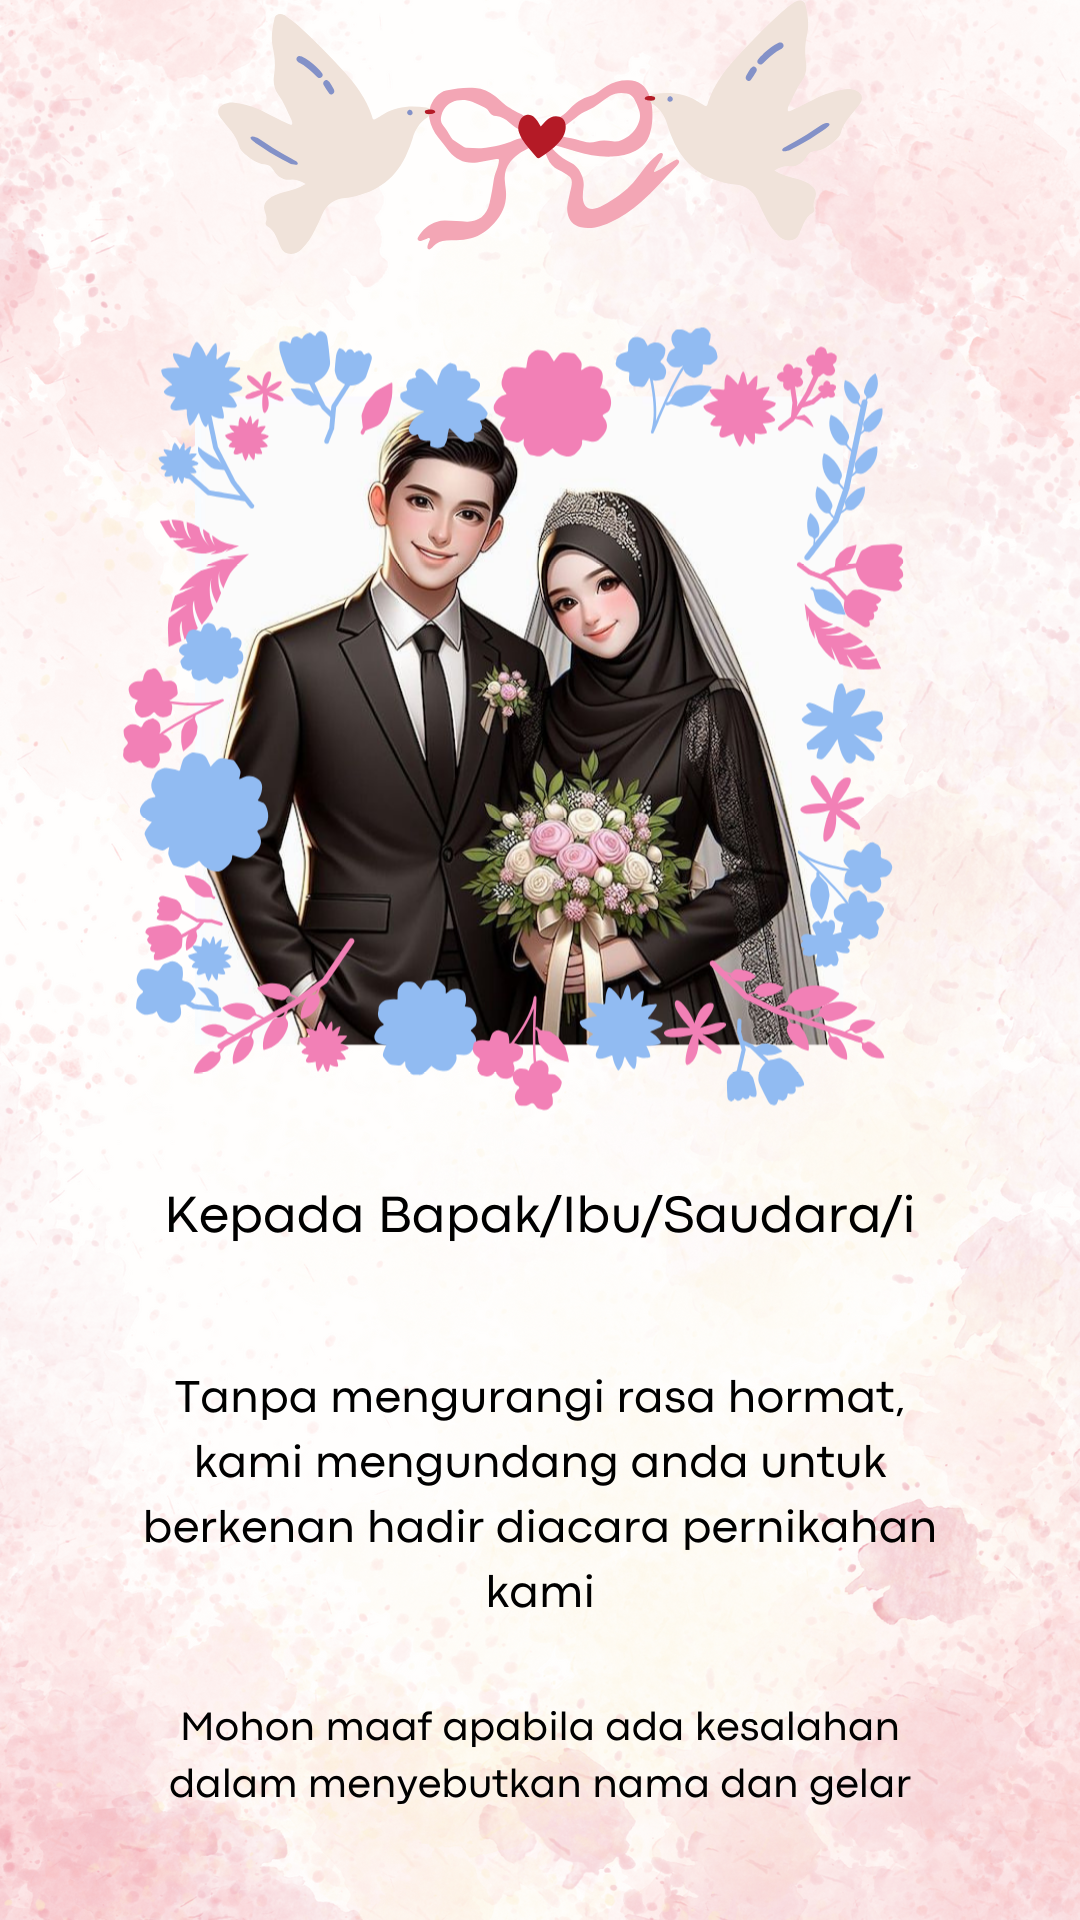 Kepada Bapak/Ibu/Saudara/i
Tanpa mengurangi rasa hormat,
kami mengundang anda untuk
berkenan hadir diacara pernikahan
kami
Mohon maaf apabila ada kesalahan
dalam menyebutkan nama dan gelar